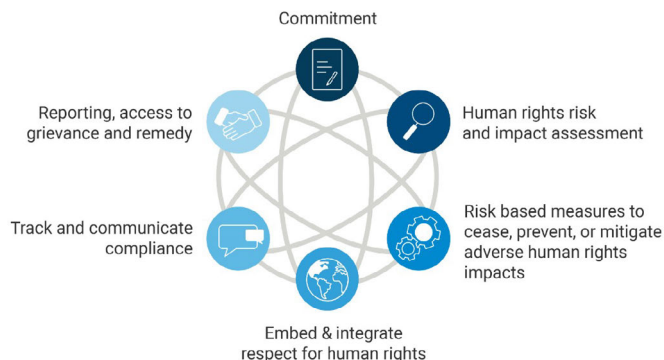 Commitment
Human rights risk
and impact assessment
Risk based measures to
cease, prevent, or mitigate
adverse human rights
impacts
Embed & integrate
respect for human rights
Track and communicate
compliance
Reporting, access to
grievance and remedy